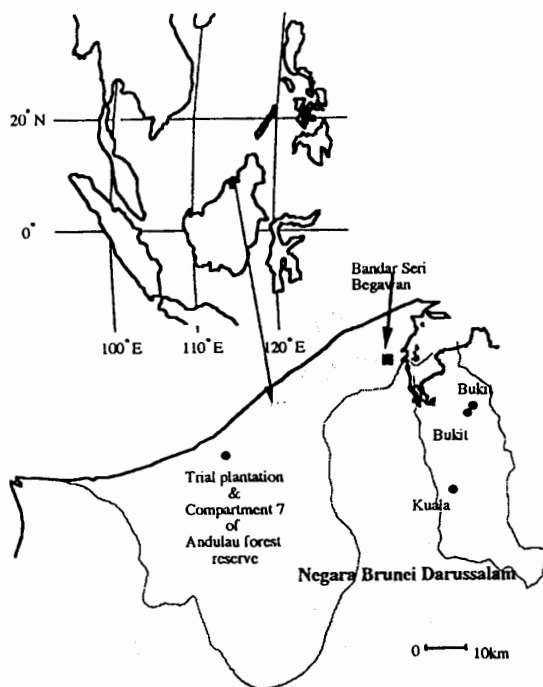 20° N
0°
100° E
110° E
120° E
Bandar Seri
Begawan
Bukit
Bukit
Kuala
Trial plantation
&
Compartment 7
of
Andulau forest
reserve
Negara Brunei Darussalam
0 10km